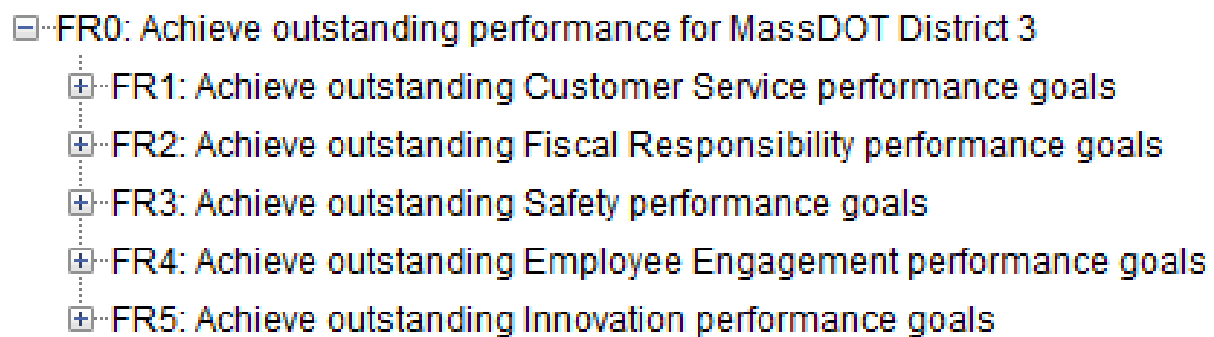 FR0: Achieve outstanding performance for MassDOT District 3
FR1: Achieve outstanding Customer Service performance goals
FR2: Achieve outstanding Fiscal Responsibility performance goals
FR3: Achieve outstanding Safety performance goals
FR4: Achieve outstanding Employee Engagement performance goals
FR5: Achieve outstanding Innovation performance goals